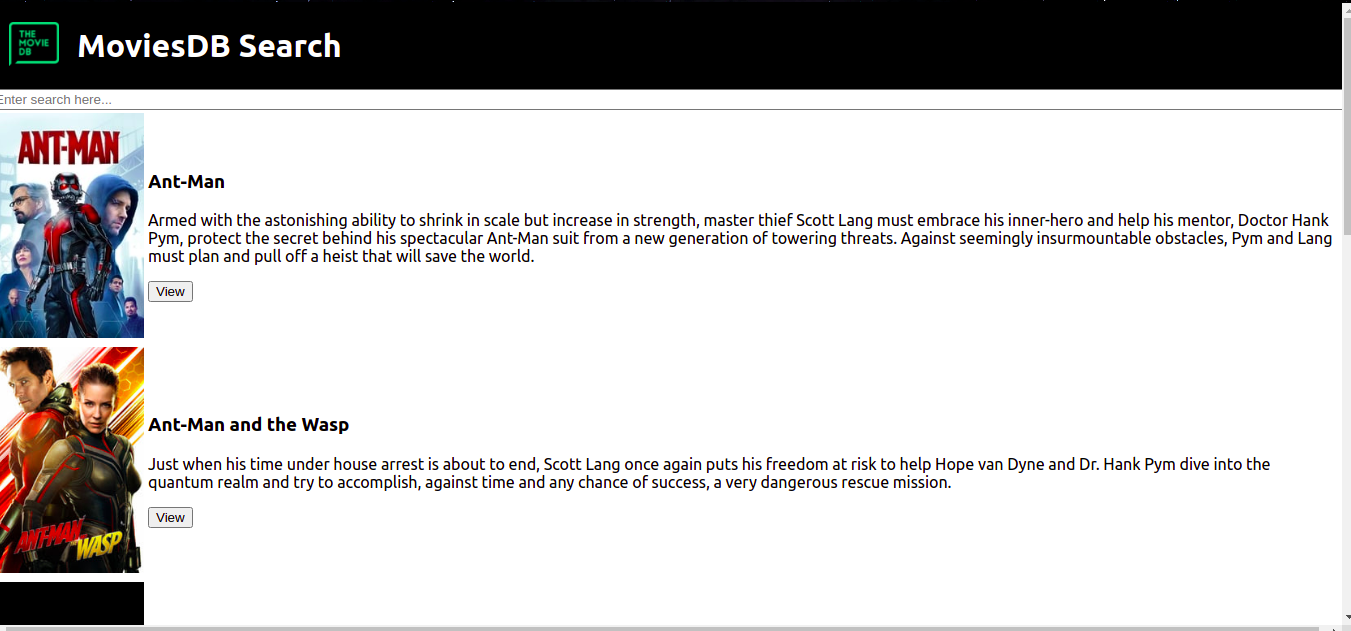 THE
MOVIE
DB
MoviesDB Search
Enter search here...
ANT-MAN
Ant-Man
Armed with the astonishing ability to shrink in scale but increase in strength, master thief Scott Lang must embrace his inner-hero and help his mentor, Doctor Hank
Pym, protect the secret behind his spectacular Ant-Man suit from a new generation of towering threats. Against seemingly insurmountable obstacles, Pym and Lang
must plan and pull off a heist that will save the world.
View
ANT-MAN
WASP
Ant-Man and the Wasp
Just when his time under house arrest is about to end, Scott Lang once again puts his freedom at risk to help Hope van Dyne and Dr. Hank Pym dive into the
quantum realm and try to accomplish, against time and any chance of success, a very dangerous rescue mission.
View